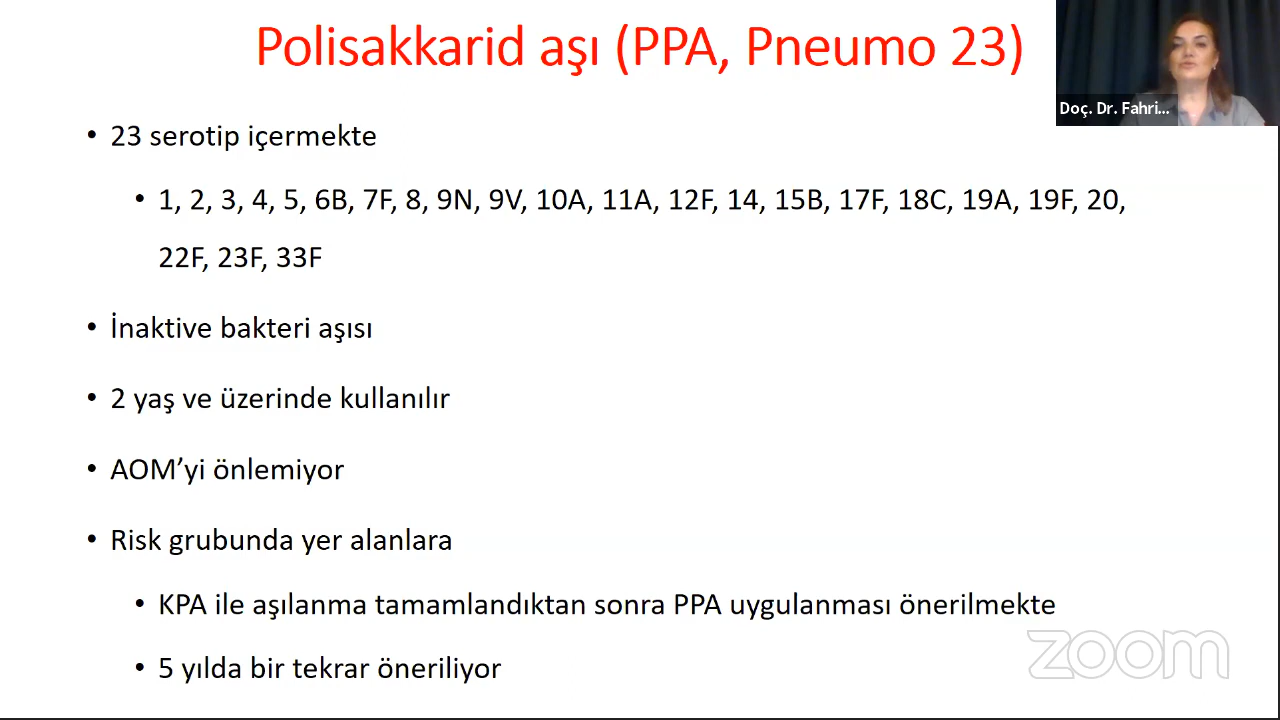 Polisakkarid aşı (PPA, Pneumo 23)
Doç. Dr. Fahri...
• 23 serotip içermekte
• 1, 2, 3, 4, 5, 6B, 7F, 8, 9N, 9V, 10A, 11A, 12F, 14, 15B, 17F, 18C, 19A, 19F, 20,
22F, 23F, 33F
• İnaktive bakteri aşısı
• 2 yaş ve üzerinde kullanılır
• AOM’yi önlemiyor
• Risk grubunda yer alanlara
• KPA ile aşılanma tamamlandıktan sonra PPA uygulanması önerilmekte
• 5 yılda bir tekrar öneriliyor
zoom